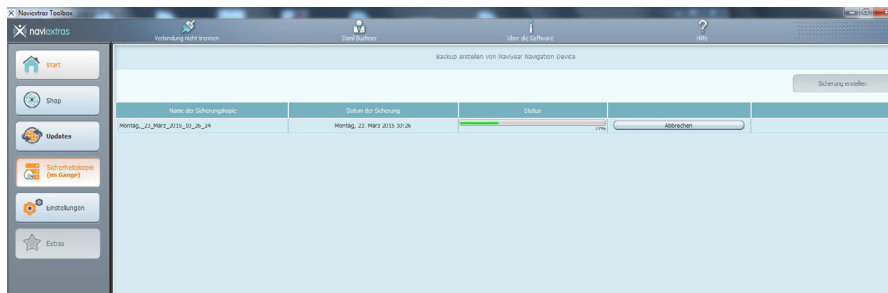 Naviextras Toolbox
naviextras
Verbindung nicht trennen
Danil Büchner
Über die Software
Hilfe
Backup erstellen von NavGear Navigation Device
Start
Shop
Updates
Sicherheitskopie
(im Gange)
Einstellungen
Extras
Sicherung erstellen
Name der Sicherungskopie
Datum der Sicherung
Status
Montag,_23_März_2015_10_26_24
Montag, 23. März 2015 10:26
Abbrechen